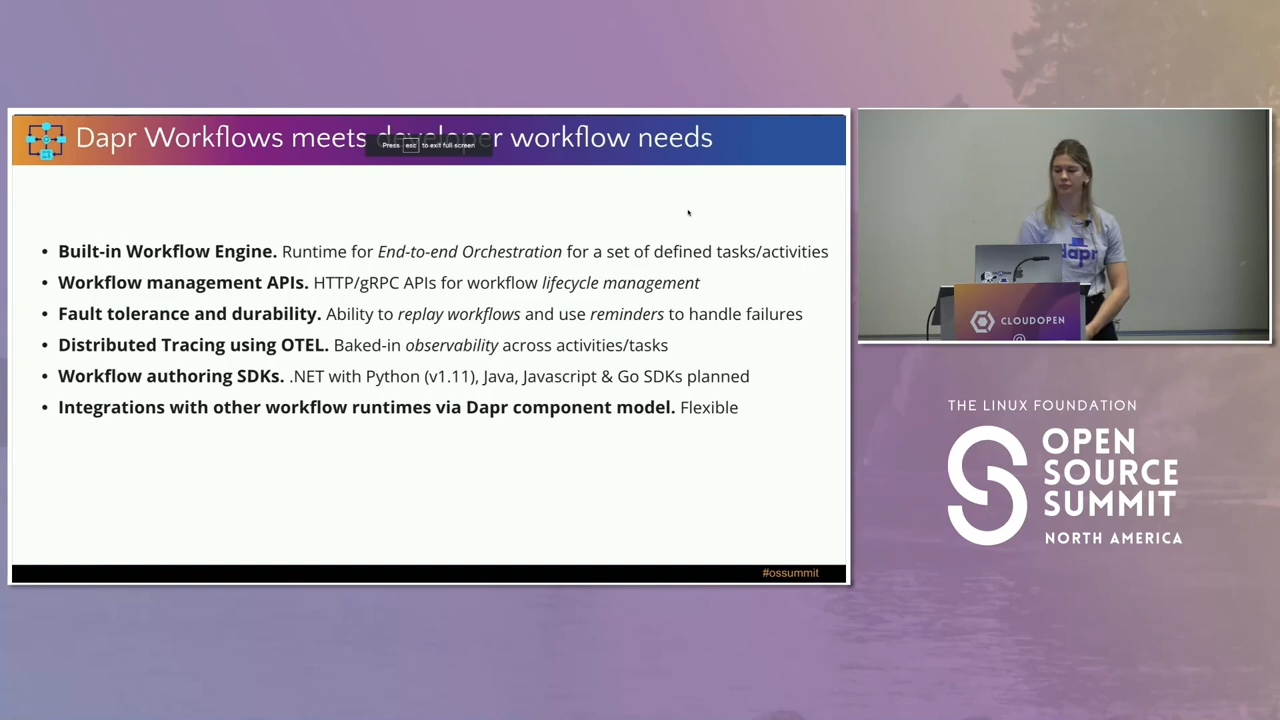 Dapr Workflows meets developer workflow needs
Press esc to exit full screen
• Built-in Workflow Engine. Runtime for End-to-end Orchestration for a set of defined tasks/activities
• Workflow management APIs. HTTP/gRPC APIs for workflow lifecycle management
• Fault tolerance and durability. Ability to replay workflows and use reminders to handle failures
• Distributed Tracing using OTEL. Baked-in observability across activities/tasks
• Workflow authoring SDKs. .NET with Python (v1.11), Java, Javascript & Go SDKs planned
• Integrations with other workflow runtimes via Dapr component model. Flexible
#ossummit
dapr
CLOUDOPEN
THE LINUX FOUNDATION
OPEN
SOURCE
SUMMIT
NORTH AMERICA